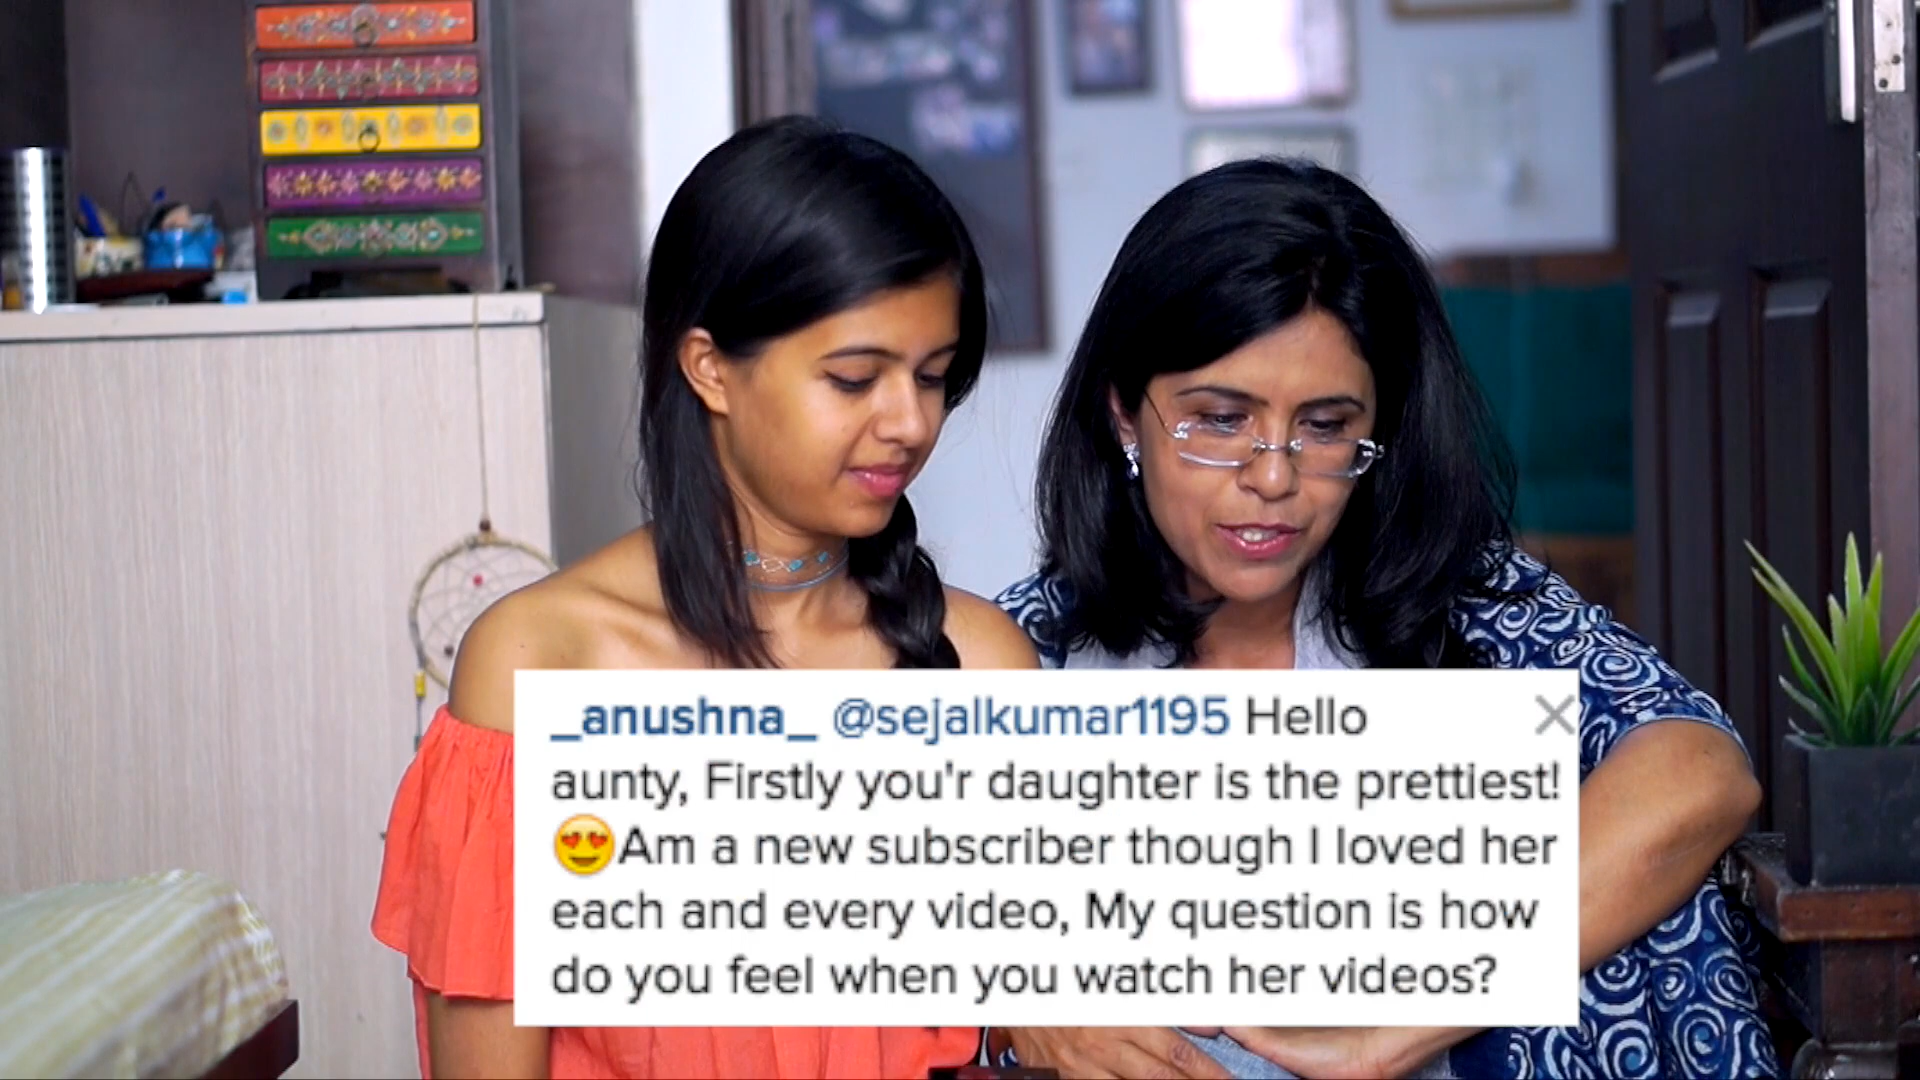 _anushna_ @sejalkumar1195 Hello
aunty, Firstly you'r daughter is the prettiest!
😍Am a new subscriber though I loved her
each and every video, My question is how
do you feel when you watch her videos?